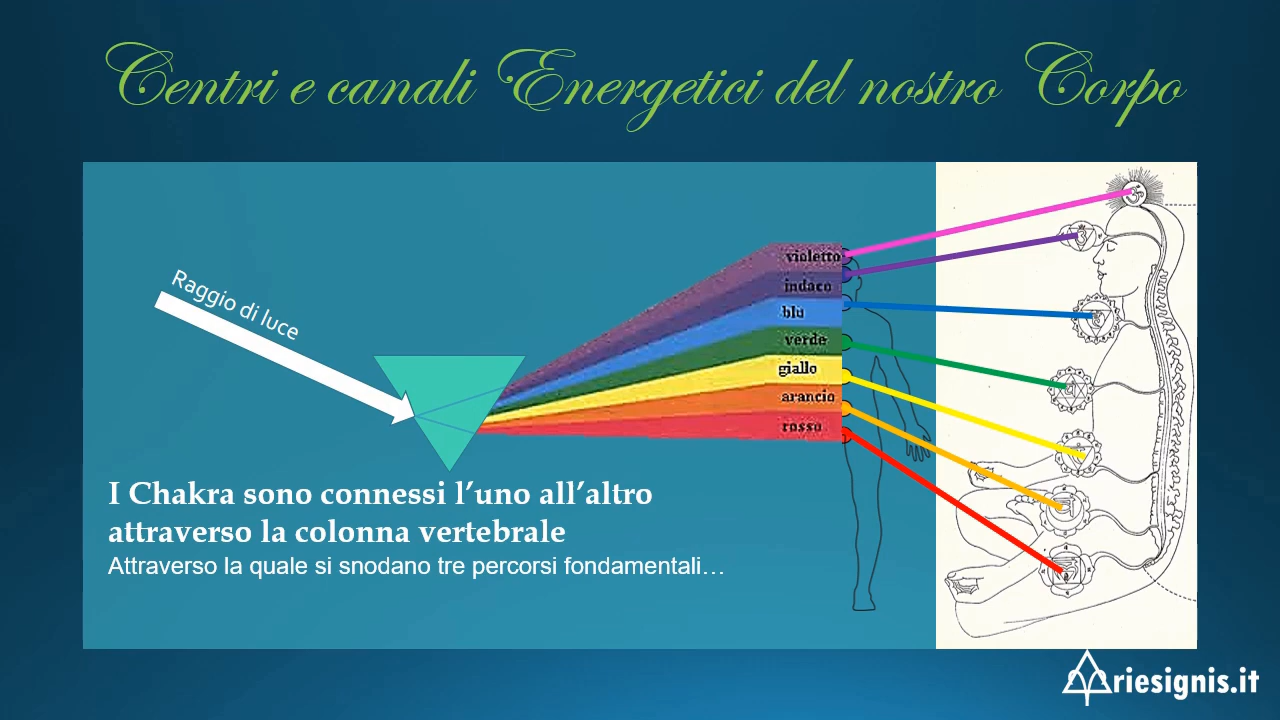 Centri e canali Energetici del nostro Corpo
Raggio di luce
violetto
indaco
blu
verde
giallo
arancio
rosso
I Chakra sono connessi l’uno all’altro
attraverso la colonna vertebrale
Attraverso la quale si snodano tre percorsi fondamentali…
riesignis.it